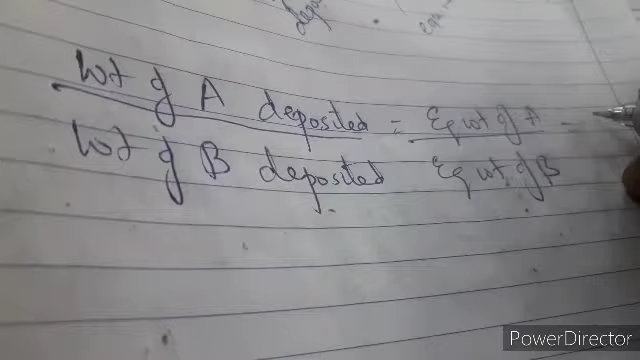 wt of A deposited = Eq wt of A -
wt of B deposited Eq wt. of B
PowerDirector